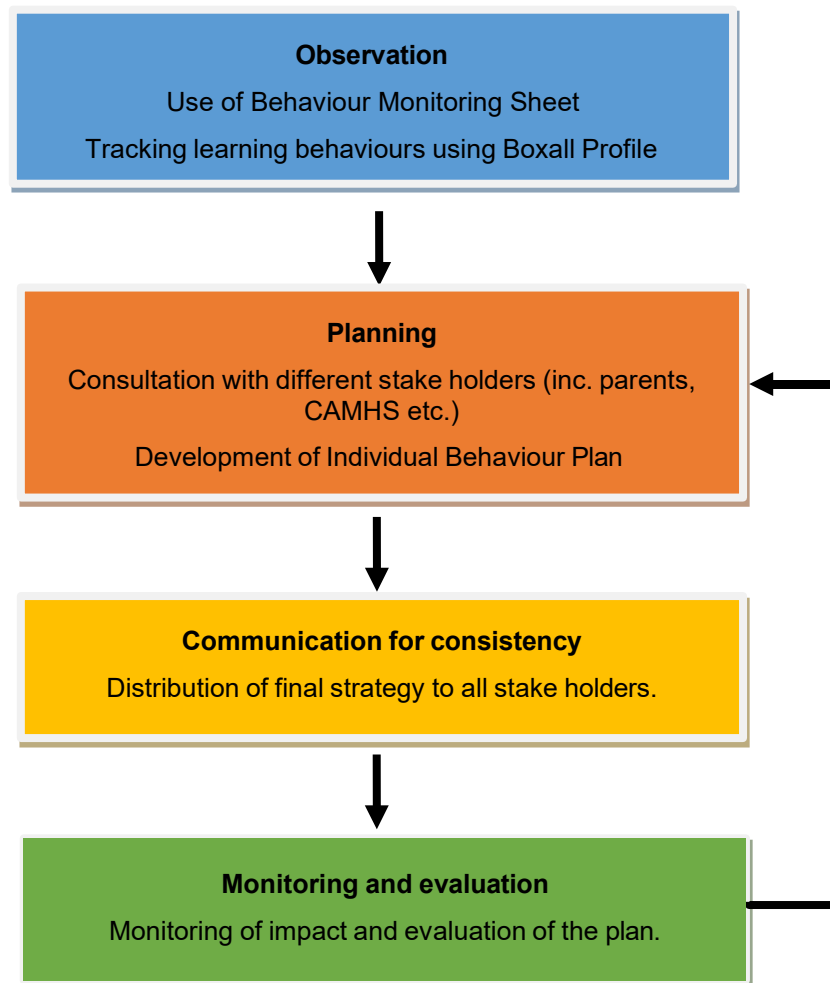 Observation
Use of Behaviour Monitoring Sheet
Tracking learning behaviours using Boxall Profile
Planning
Consultation with different stake holders (inc. parents,
CAMHS etc.)
Development of Individual Behaviour Plan
Communication for consistency
Distribution of final strategy to all stake holders.
Monitoring and evaluation
Monitoring of impact and evaluation of the plan.